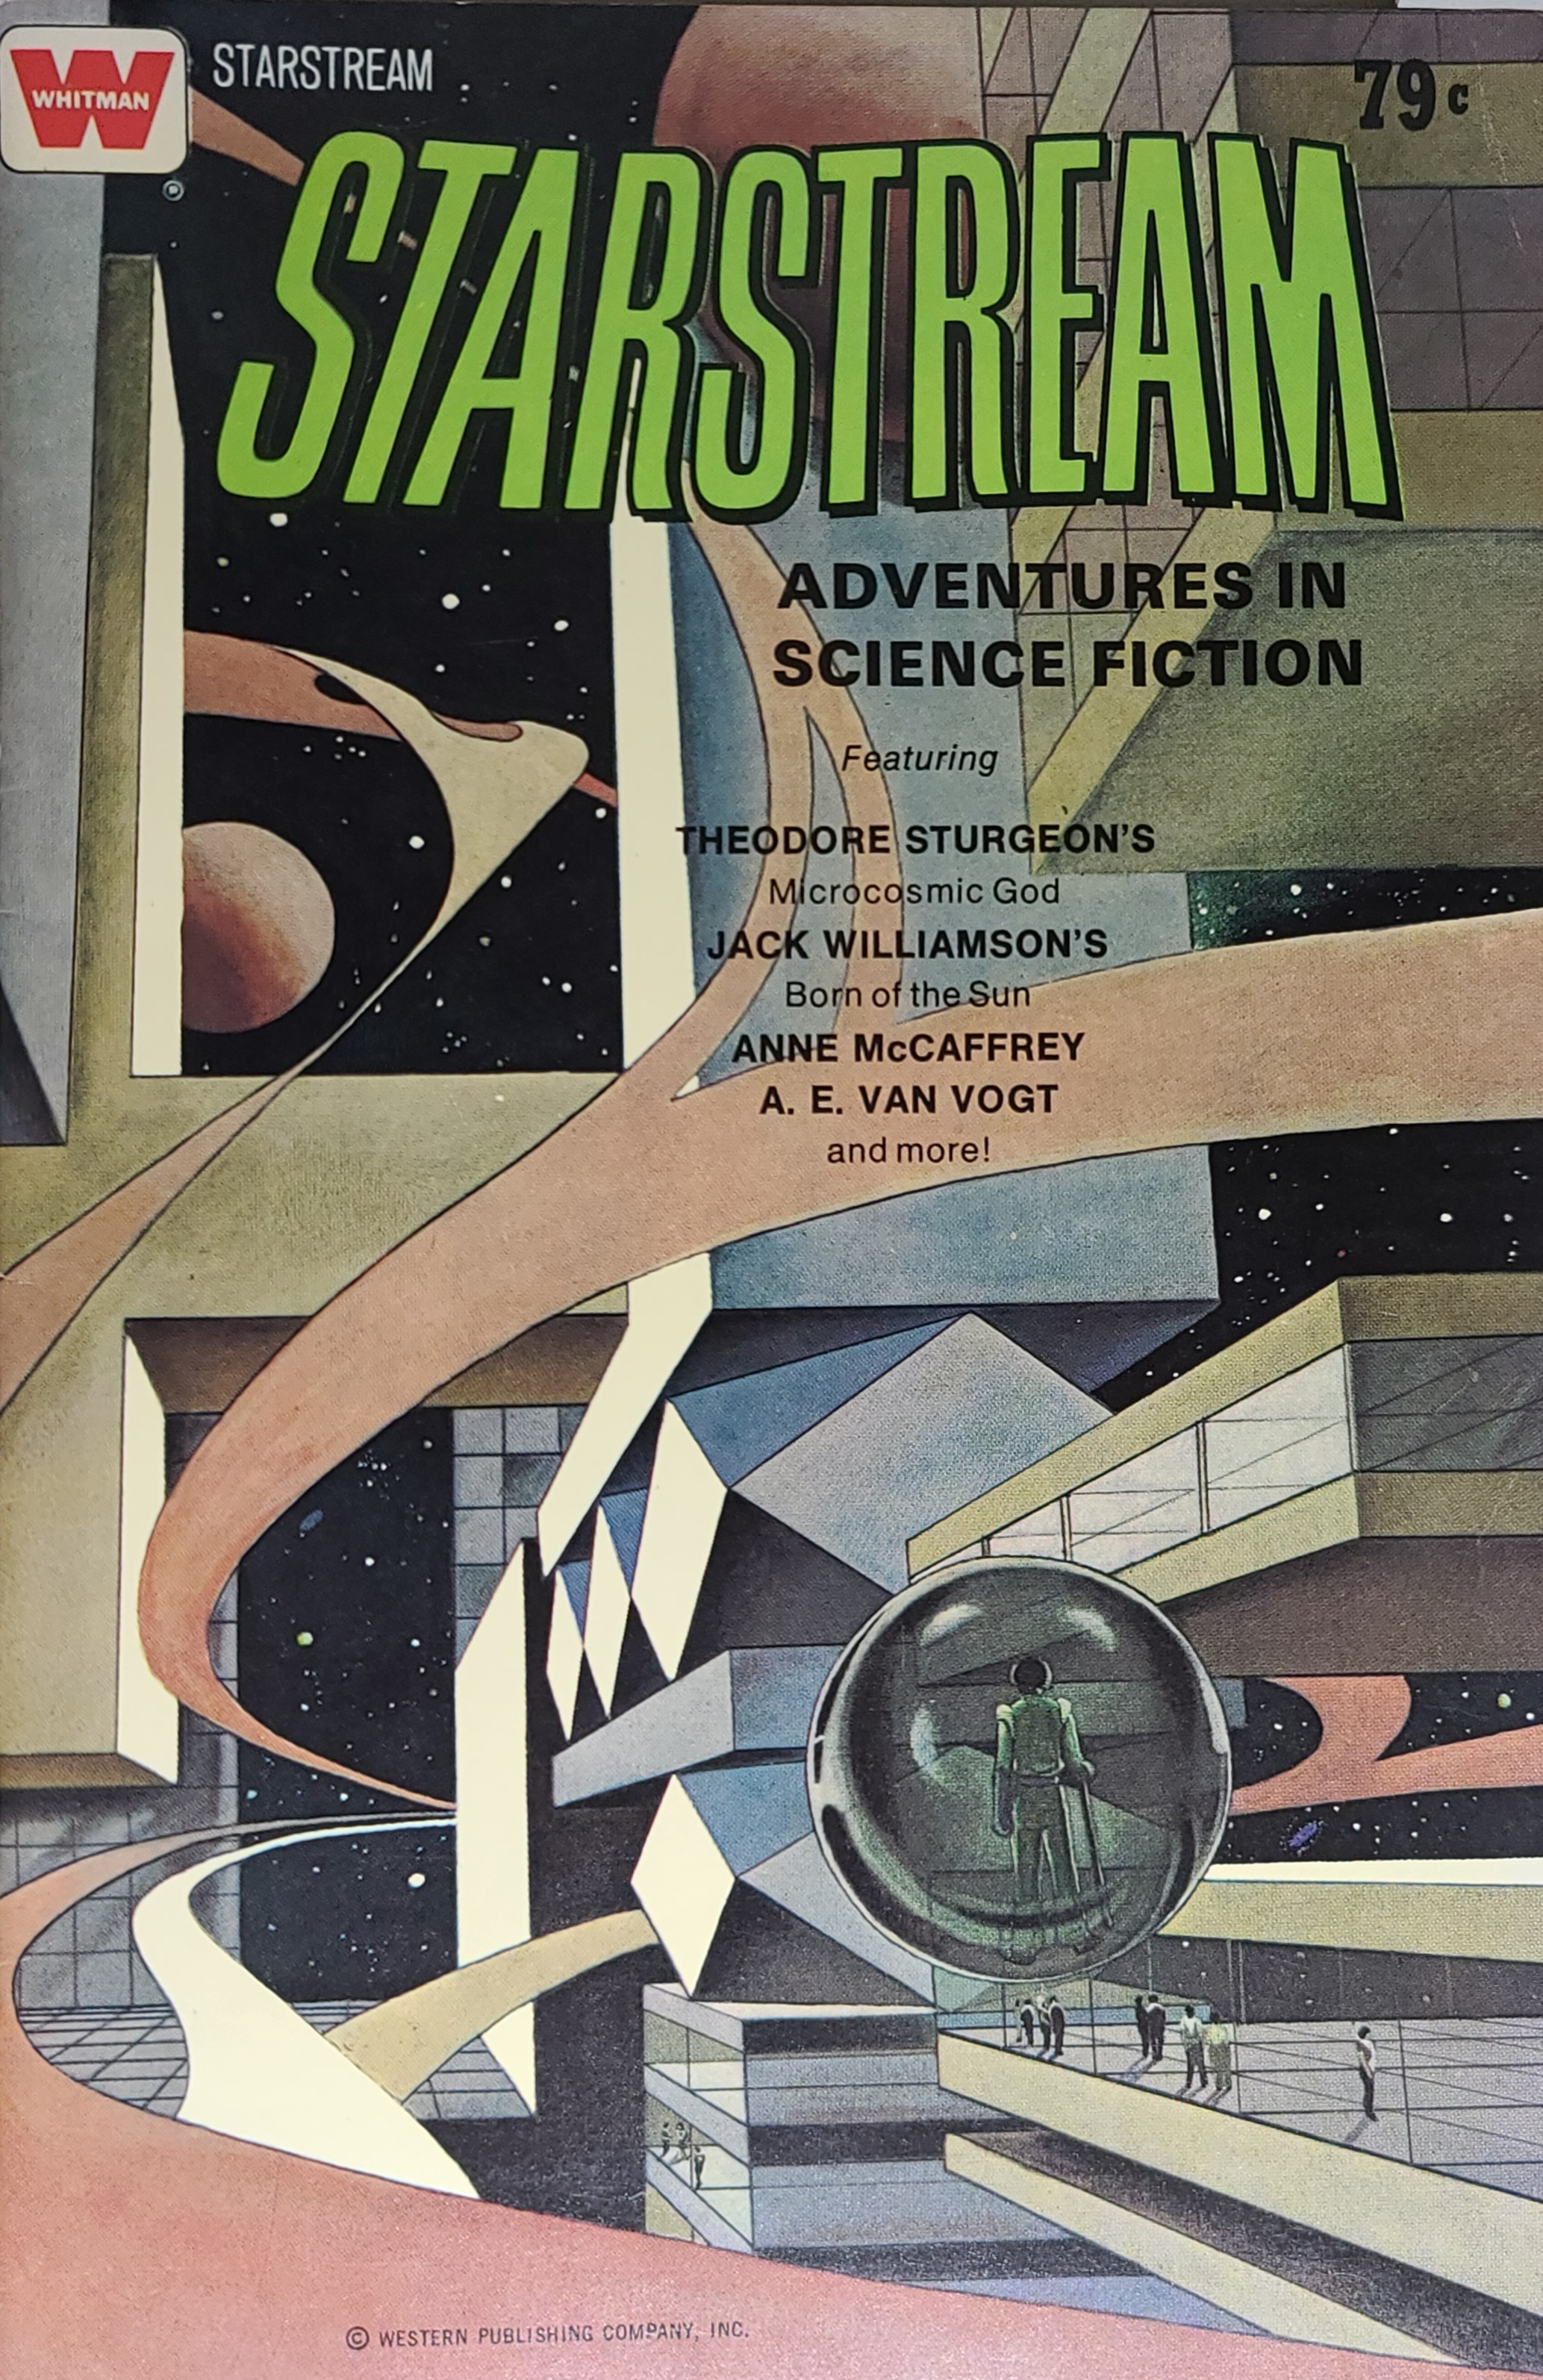 WHITMAN
STARSTREAM
79c
STARSTREAM
ADVENTURES IN
SCIENCE FICTION
Featuring
THEODORE STURGEON'S
Microcosmic God
JACK WILLIAMSON'S
Born of the Sun
ANNE McCAFFREY
A. E. VAN VOGT
and more!
© WESTERN PUBLISHING COMPANY, INC.